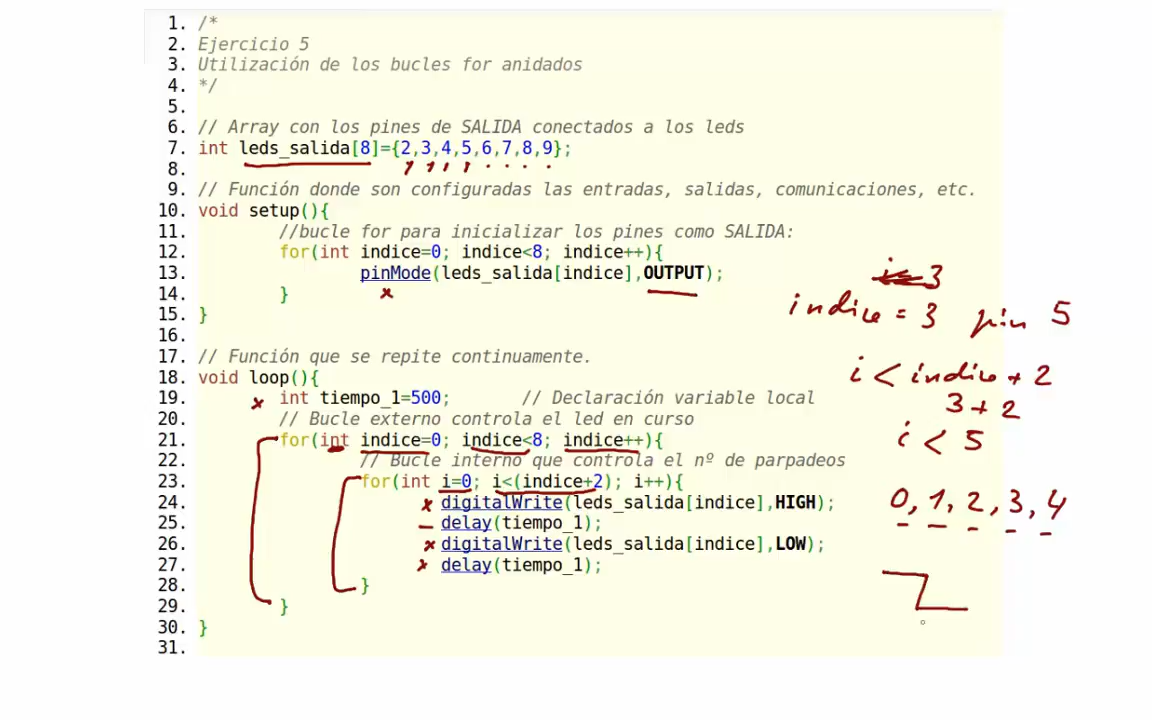 1. /*
2. Ejercicio 5
3. Utilización de los bucles for anidados
4. */
5.
6. // Array con los pines de SALIDA conectados a los leds
7. int leds_salida[8]={2,3,4,5,6,7,8,9};
8.
9. // Función donde son configuradas las entradas, salidas, comunicaciones, etc.
10. void setup(){
11. //bucle for para inicializar los pines como SALIDA:
12. for(int indice=0; indice<8; indice++){
13. pinMode(leds_salida[indice],OUTPUT);
14. }
15. }
16.
17. // Función que se repite continuamente.
18. void loop(){
19. int tiempo_1=500; // Declaración variable local
20. // Bucle externo controla el led en curso
21. for(int indice=0; indice<8; indice++){
22. // Bucle interno que controla el nº de parpadeos
23. for(int i=0; i<(indice+2); i++){
24. digitalWrite(leds_salida[indice],HIGH);
25. delay(tiempo_1);
26. digitalWrite(leds_salida[indice],LOW);
27. delay(tiempo_1);
28. }
29. }
30. }
31.
3
indice = 3 pin 5
i < indice + 2
3 + 2
i < 5
0, 1, 2, 3, 4